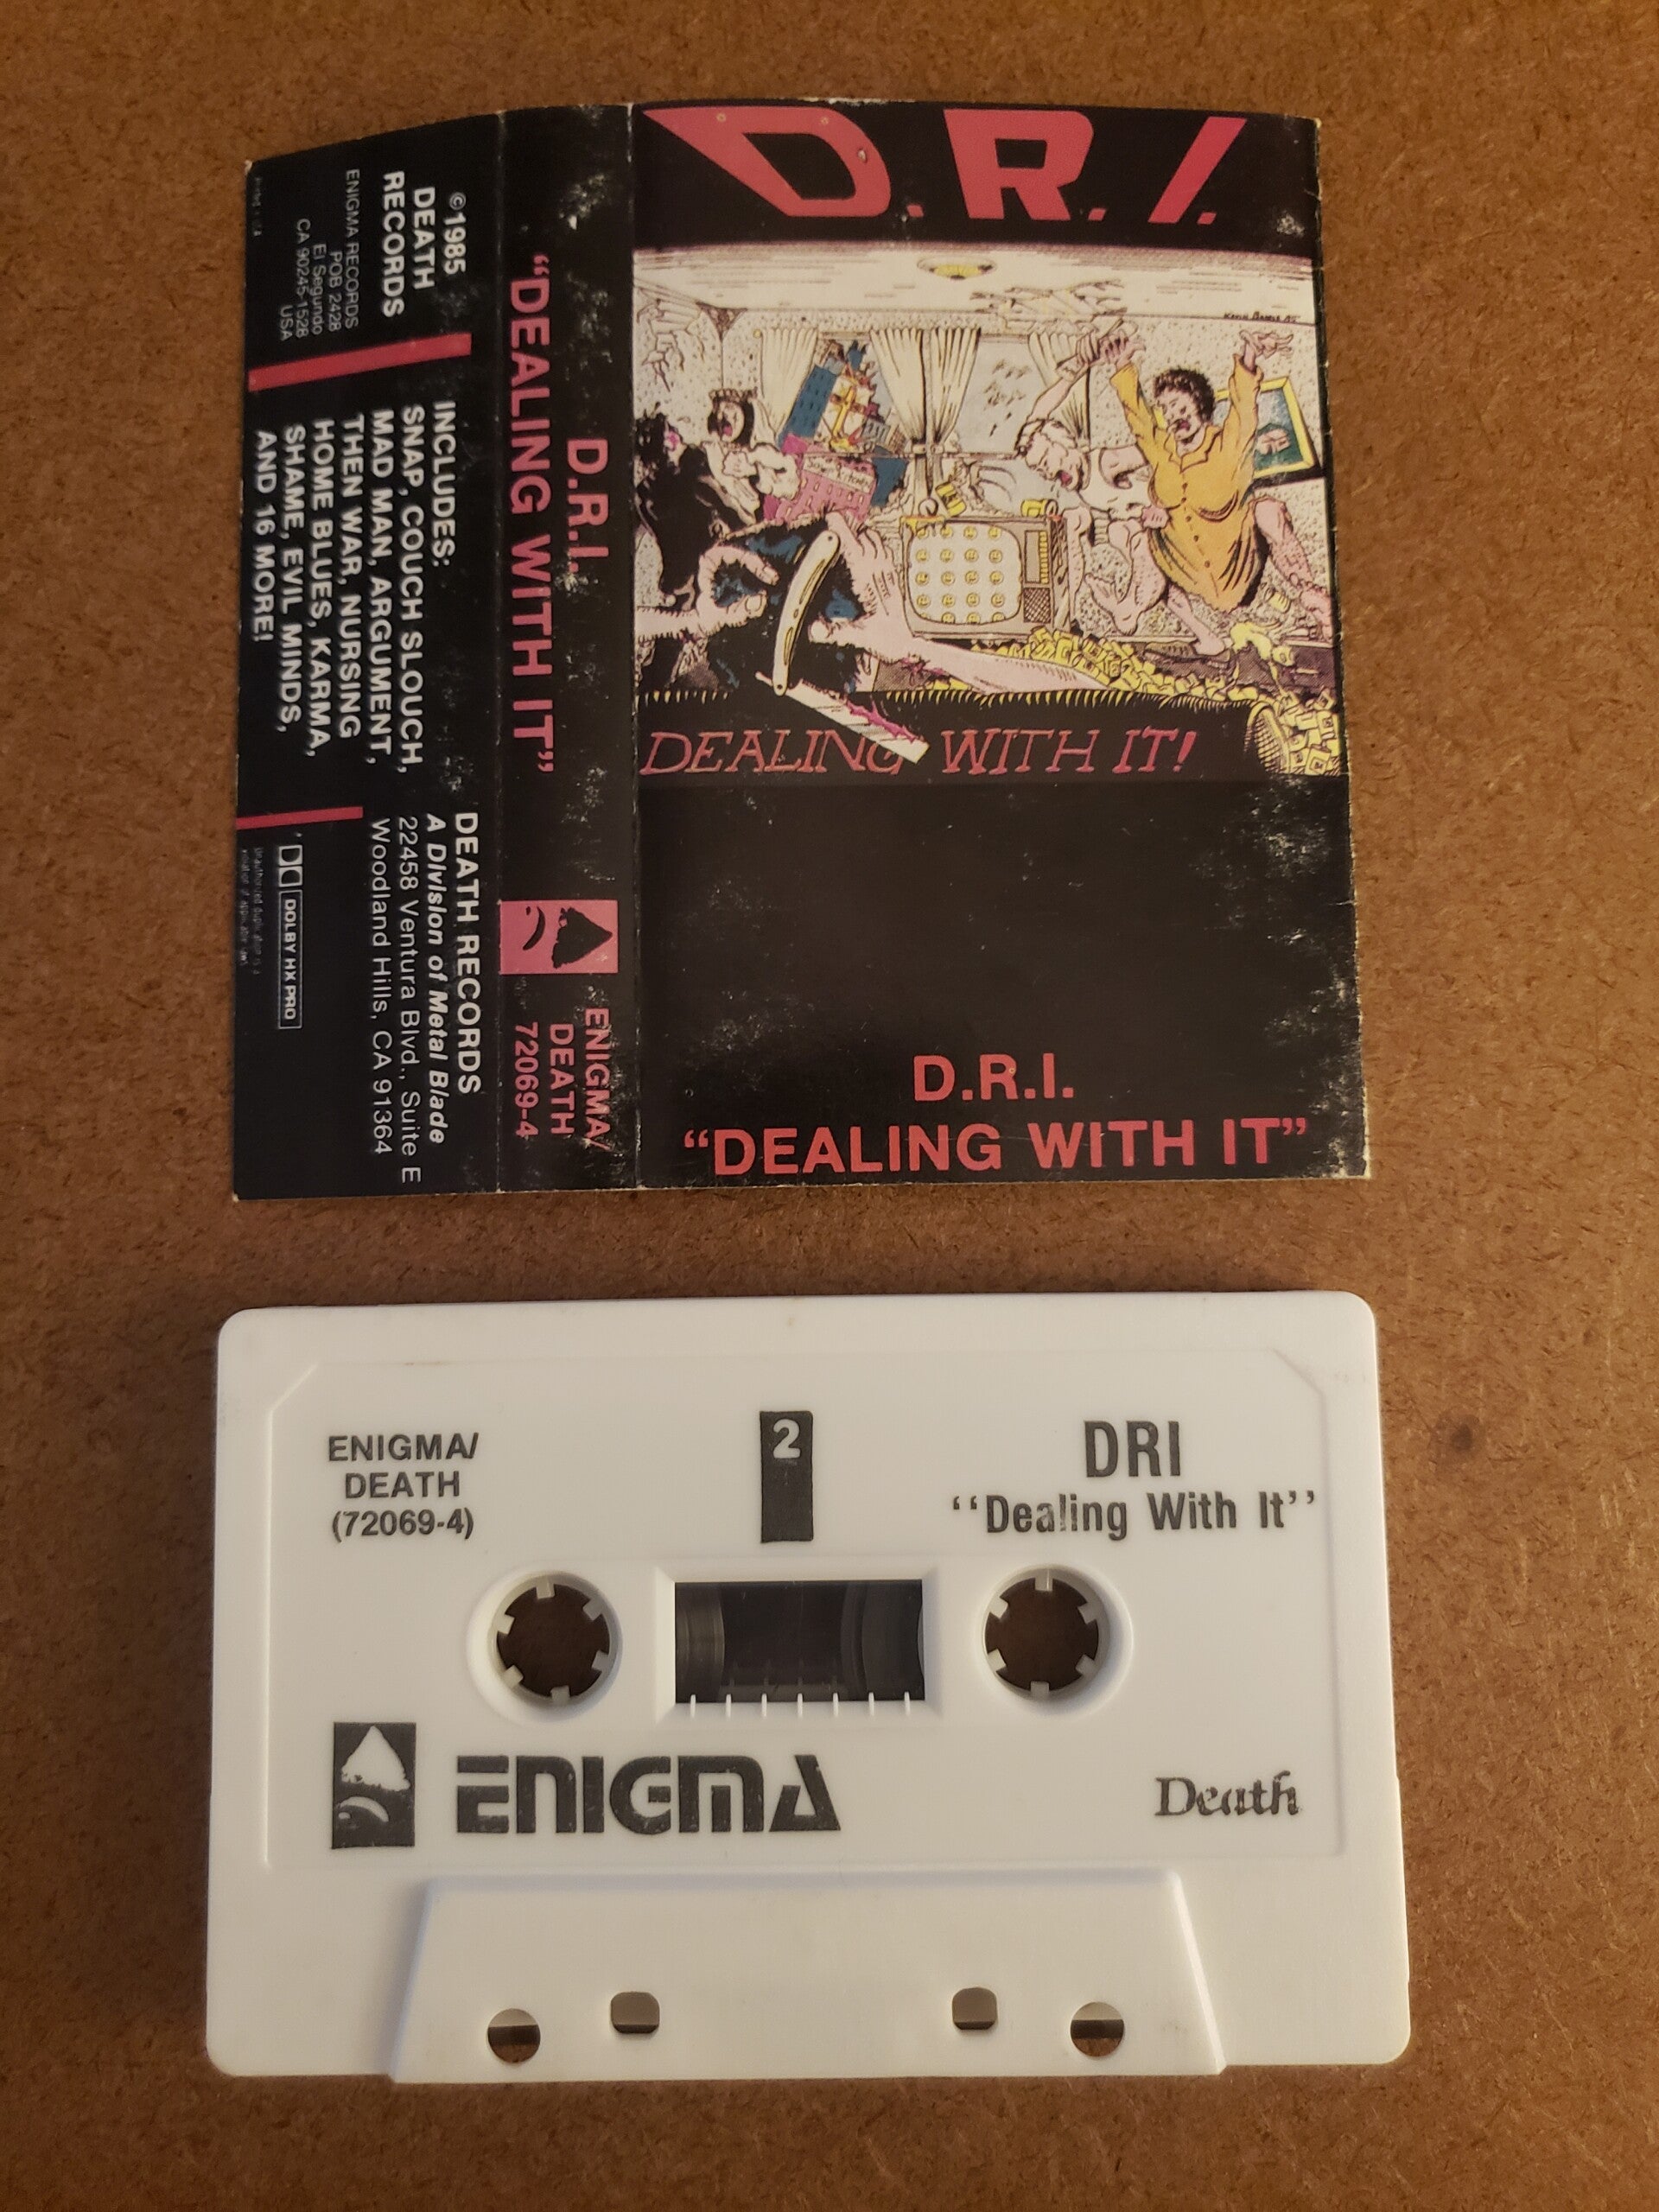 D.R.I.
DEALING WITH IT!
D.R.I.
“DEALING WITH IT”
D.R.I.
“DEALING WITH IT”
ENIGMA/
DEATH
72069-4
©1985
DEATH
RECORDS
ENIGMA RECORDS
POB 2428
El Segundo
CA 90245-1528
USA
INCLUDES:
SNAP, COUCH SLOUCH,
MAD MAN, ARGUMENT,
THEN WAR, NURSING
HOME BLUES, KARMA,
SHAME, EVIL MINDS,
AND 16 MORE!
DEATH RECORDS
A Division of Metal Blade
22458 Ventura Blvd., Suite E
Woodland Hills, CA 91364
DOLBY HX PRO
ENIGMA/
DEATH
(72069-4)
2
DRI
‘‘Dealing With It’’
ENIGMA
Death